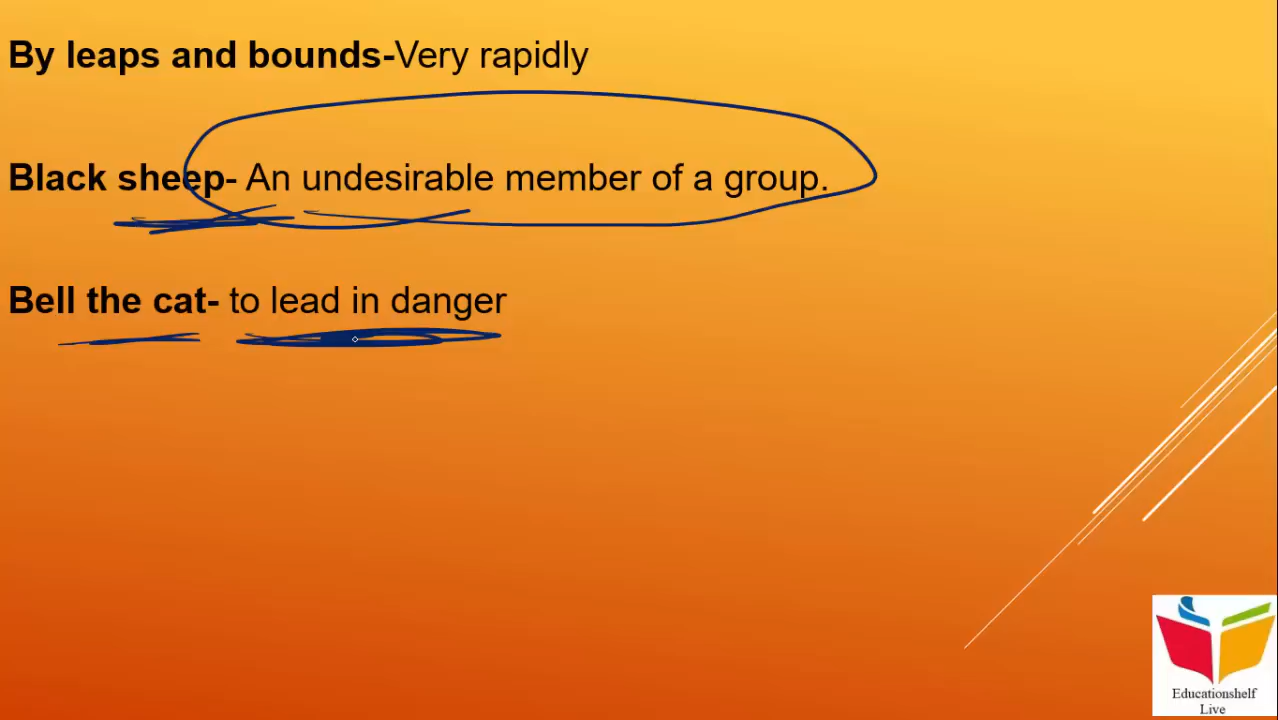 By leaps and bounds-Very rapidly
Black sheep- An undesirable member of a group.
Bell the cat- to lead in danger
Educationshelf
Live